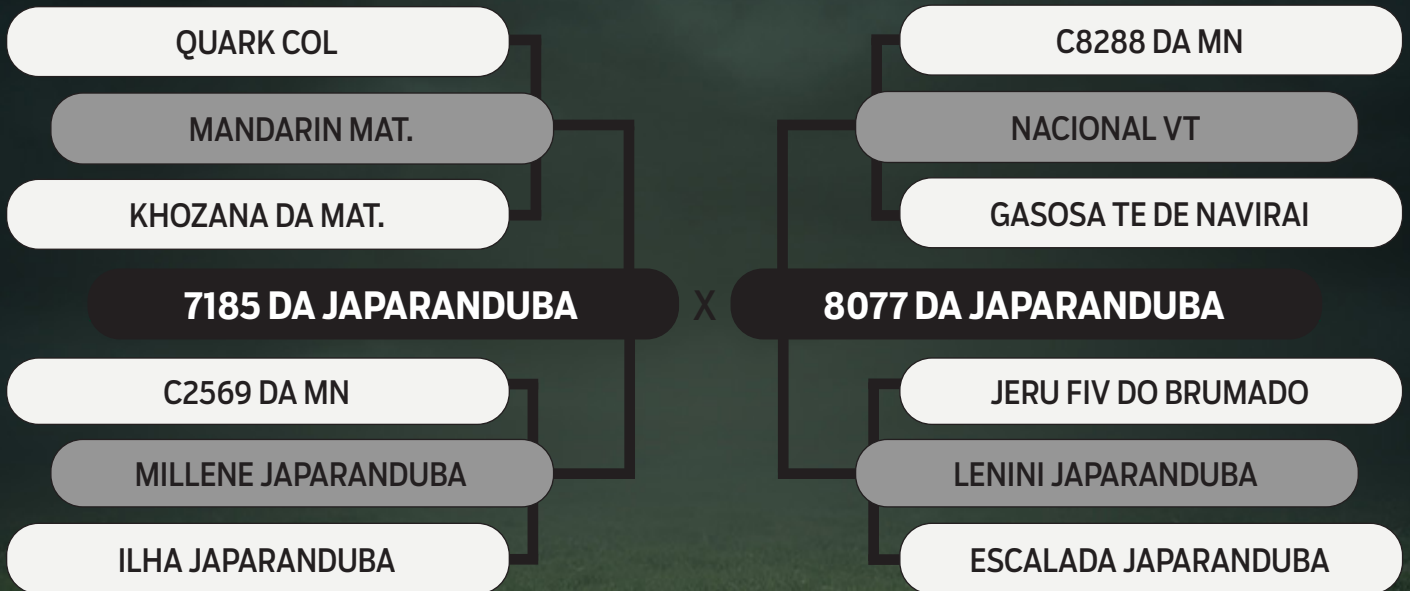 QUARK COL
MANDARIN MAT.
KHOZANA DA MAT.
7185 DA JAPARANDUBA
C2569 DA MN
MILLENE JAPARANDUBA
ILHA JAPARANDUBA
X
C8288 DA MN
NACIONAL VT
GASOSA TE DE NAVIRAI
8077 DA JAPARANDUBA
JERU FIV DO BRUMADO
LENINI JAPARANDUBA
ESCALADA JAPARANDUBA